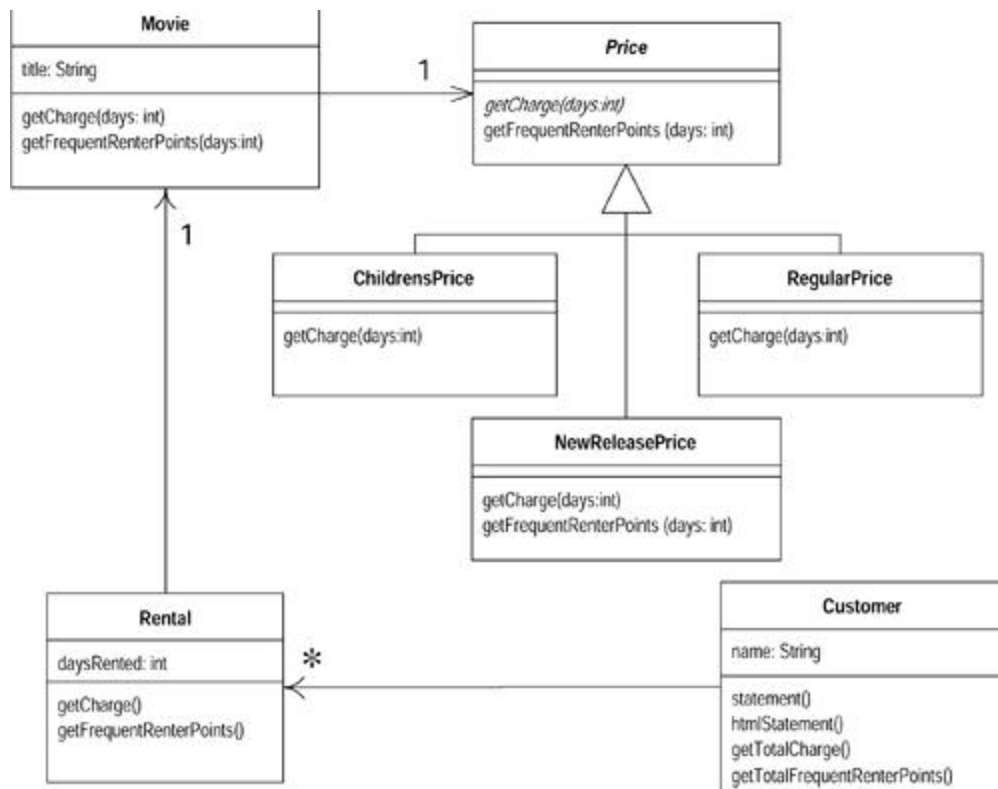 Movie
title: String
getCharge(days: int)
getFrequentRenterPoints(days:int)
1
Price
getCharge(days:int)
getFrequentRenterPoints (days: int)
1
ChildrensPrice
getCharge(days:int)
RegularPrice
getCharge(days:int)
NewReleasePrice
getCharge(days:int)
getFrequentRenterPoints (days: int)
Rental
daysRented: int
getCharge()
getFrequentRenterPoints()
*
Customer
name: String
statement()
htmlStatement()
getTotalCharge()
getTotalFrequentRenterPoints()